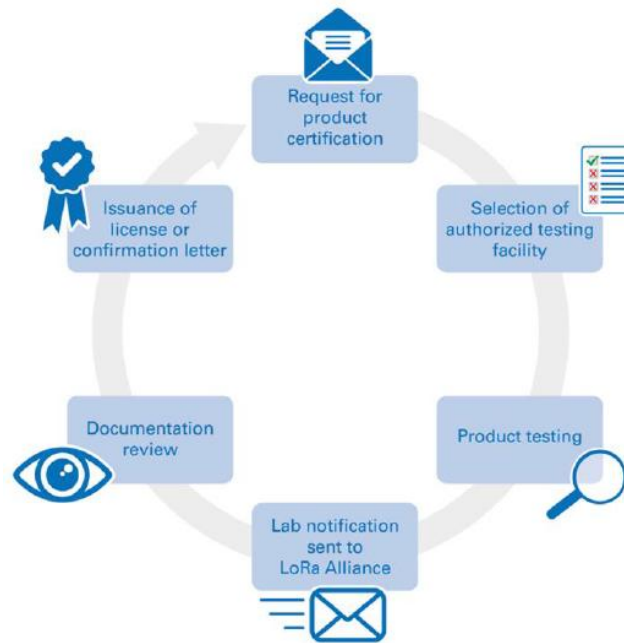 Request for
product
certification
Selection of
authorized testing
facility
Product testing
Lab notification
sent to
LoRa Alliance
Documentation
review
Issuance of
license or
confirmation letter